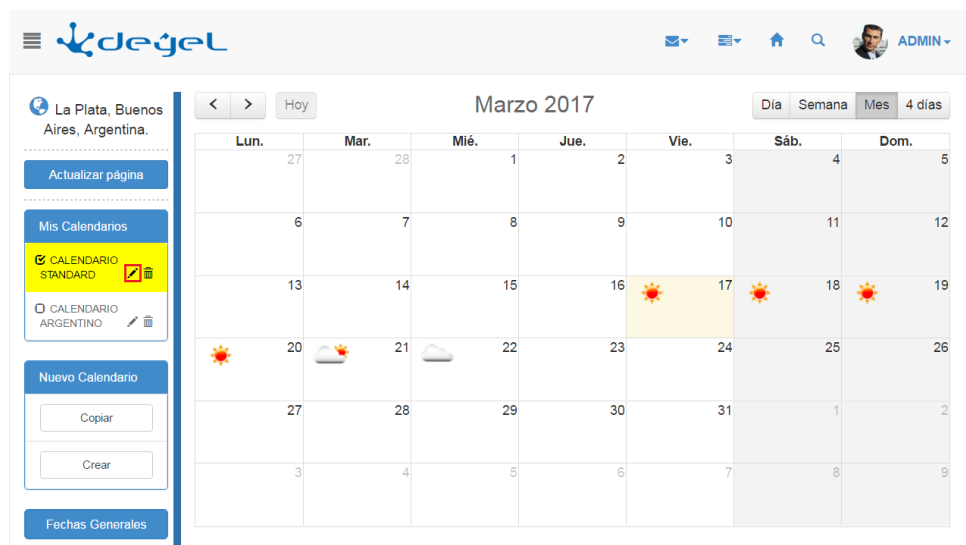 deyel
ADMIN
La Plata, Buenos
Aires, Argentina.
Actualizar página
Mis Calendarios
CALENDARIO
STANDARD
CALENDARIO
ARGENTINO
Nuevo Calendario
Copiar
Crear
Fechas Generales
Hoy
Marzo 2017
Día Semana Mes 4 días
Lun. Mar. Mié. Jue. Vie. Sáb. Dom.
27 28 1 2 3 4 5
6 7 8 9 10 11 12
13 14 15 16 17 18 19
20 21 22 23 24 25 26
27 28 29 30 31 1 2
3 4 5 6 7 8 9